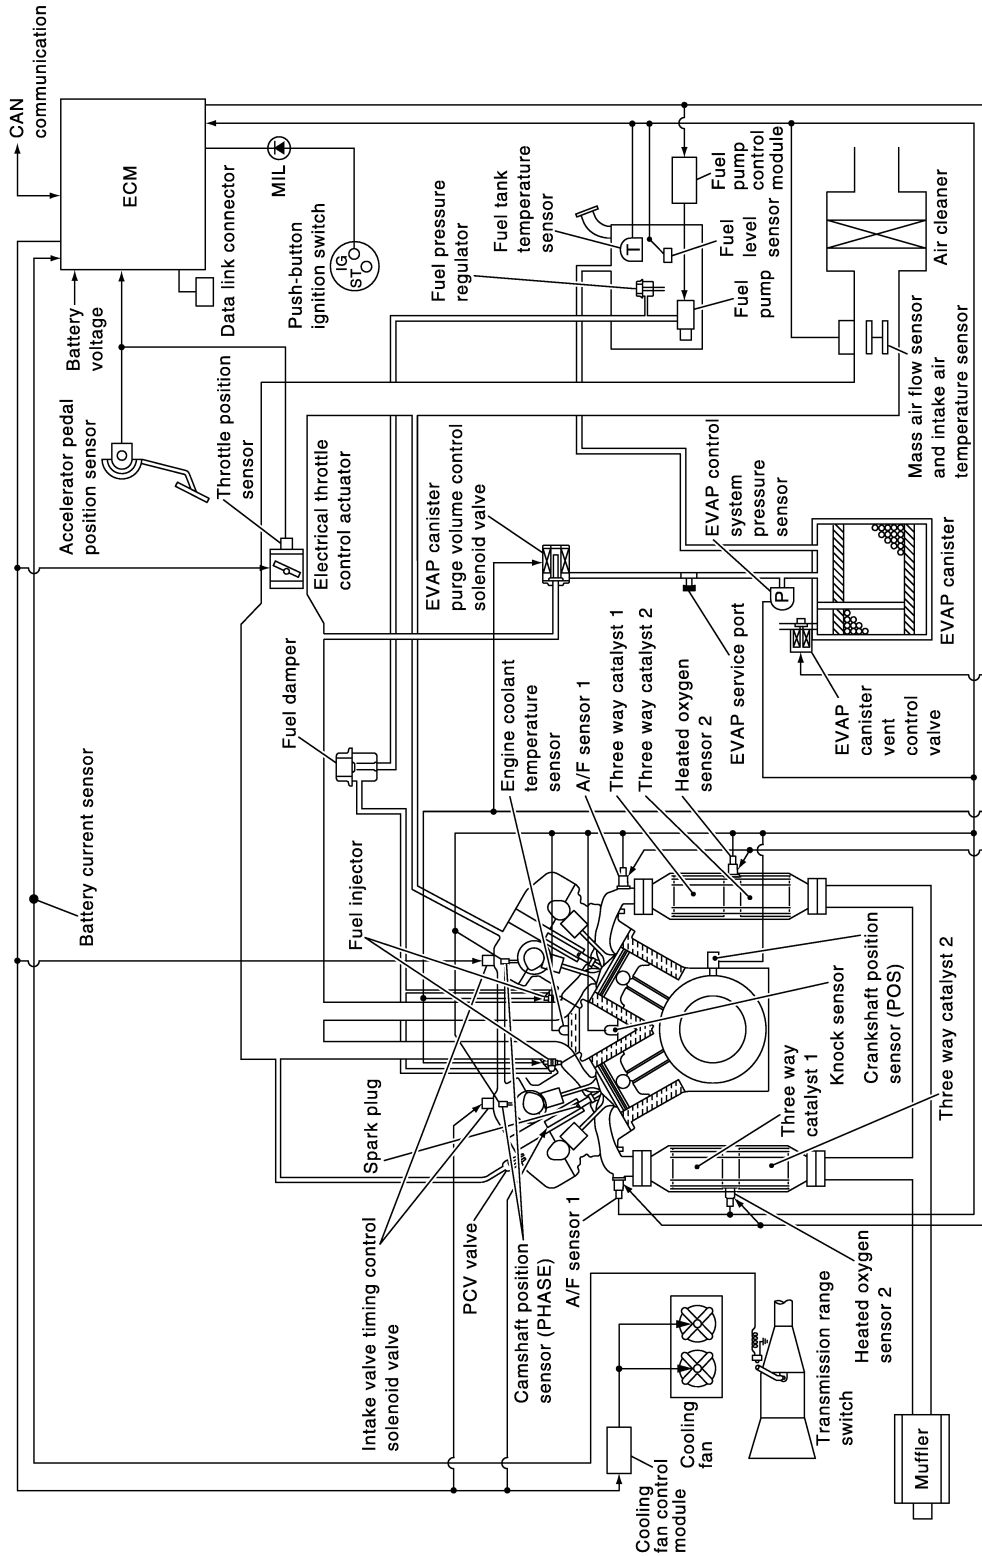 CAN
communication
ECM
MIL
Data link connector
Push-button
ignition switch
IG
ST
Battery
voltage
Accelerator pedal
position sensor
Throttle position
sensor
Electrical throttle
control actuator
Fuel pressure
regulator
Fuel tank
temperature
sensor
T
Fuel
pump
control
module
Fuel
level
sensor
Fuel
pump
Air cleaner
Mass air flow sensor
and intake air
temperature sensor
EVAP canister
purge volume control
solenoid valve
EVAP control
system
pressure
sensor
P
EVAP canister
EVAP service port
EVAP
canister
vent
control
valve
Battery current sensor
Fuel damper
Fuel injector
Engine coolant
temperature
sensor
A/F sensor 1
Three way catalyst 1
Three way catalyst 2
Heated oxygen
sensor 2
Spark plug
Intake valve timing control
solenoid valve
PCV valve
Camshaft position
sensor (PHASE)
A/F sensor 1
Three way
catalyst 1
Knock sensor
Crankshaft position
sensor (POS)
Three way catalyst 2
Heated oxygen
sensor 2
Cooling
fan control
module
Cooling
fan
Transmission range
switch
Muffler